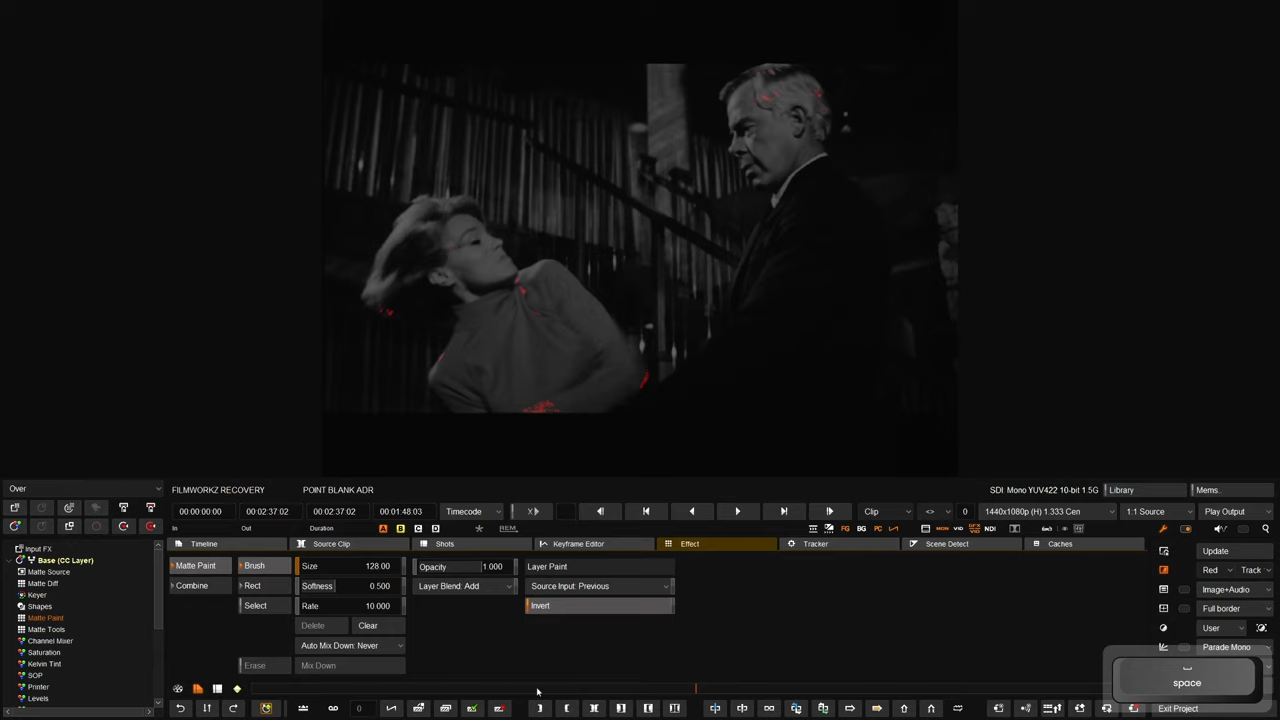 Over FILMWORKZ RECOVERY POINT BLANK ADR SDI: Mono YUV422 10-bit 1.5G Library Mems..
00:00:00:00 00:02:37:02 00:02:37:02 00:01:48:03 Timecode X Clip <> 0 1440x1080p (H) 1.333 Cen 1:1 Source Play Output
In Out Duration A B C D REM MON VID NDI FG BG
Input FX Timeline Source Clip Shots Keyframe Editor Effect Tracker Scene Detect Caches
Base (CC Layer) Matte Paint Brush Size 128.00 Opacity 1.000 Layer Paint Update
Matte Source
Matte Diff Combine Rect Softness 0.500 Layer Blend: Add Source Input: Previous Red Track
Keyer Image+Audio
Shapes Select Rate 10.000 Invert Full border
Matte Paint Delete Clear User
Matte Tools
Channel Mixer Auto Mix Down: Never Parade Mono
Saturation
Kelvin Tint Erase Mix Down
SOP
Printer space
Levels
0 Exit Project